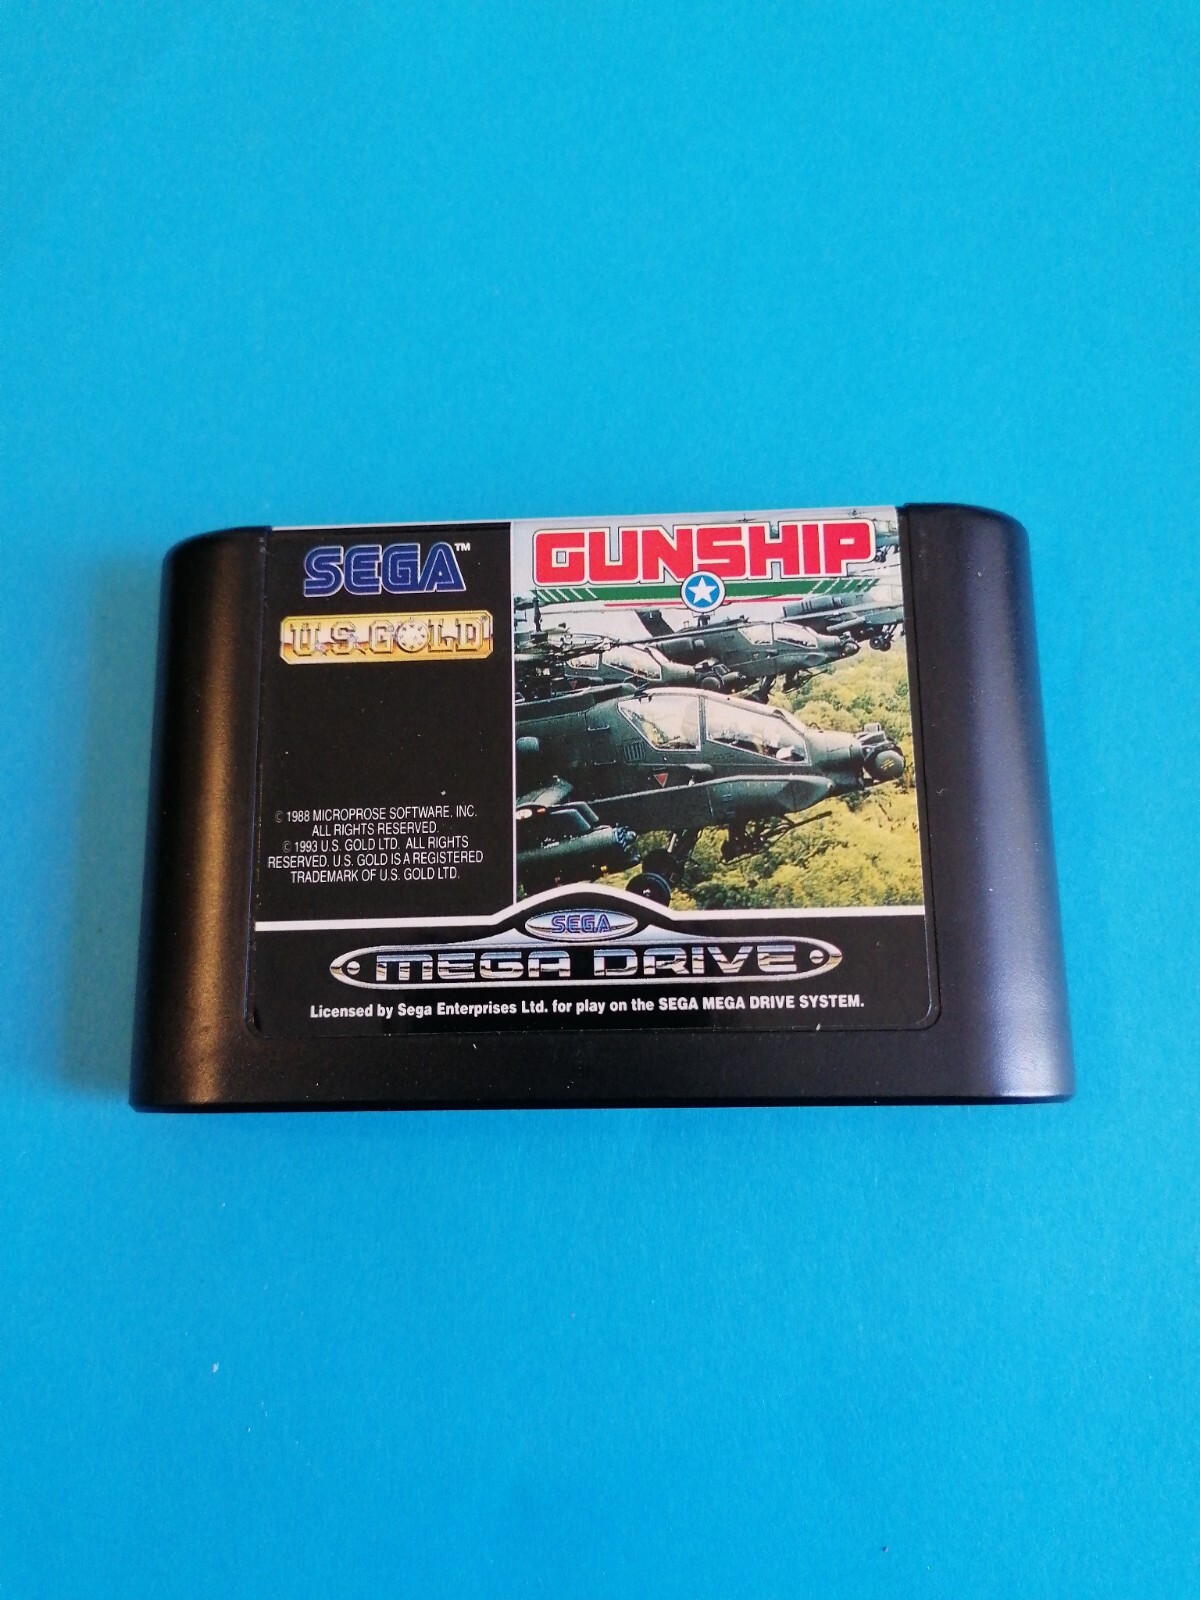 SEGA™
U.S. GOLD®
GUNSHIP
© 1988 MICROPROSE SOFTWARE, INC.
ALL RIGHTS RESERVED.
© 1993 U.S. GOLD LTD. ALL RIGHTS
RESERVED. U.S. GOLD IS A REGISTERED
TRADEMARK OF U.S. GOLD LTD.
SEGA
MEGA DRIVE
Licensed by Sega Enterprises Ltd. for play on the SEGA MEGA DRIVE SYSTEM.